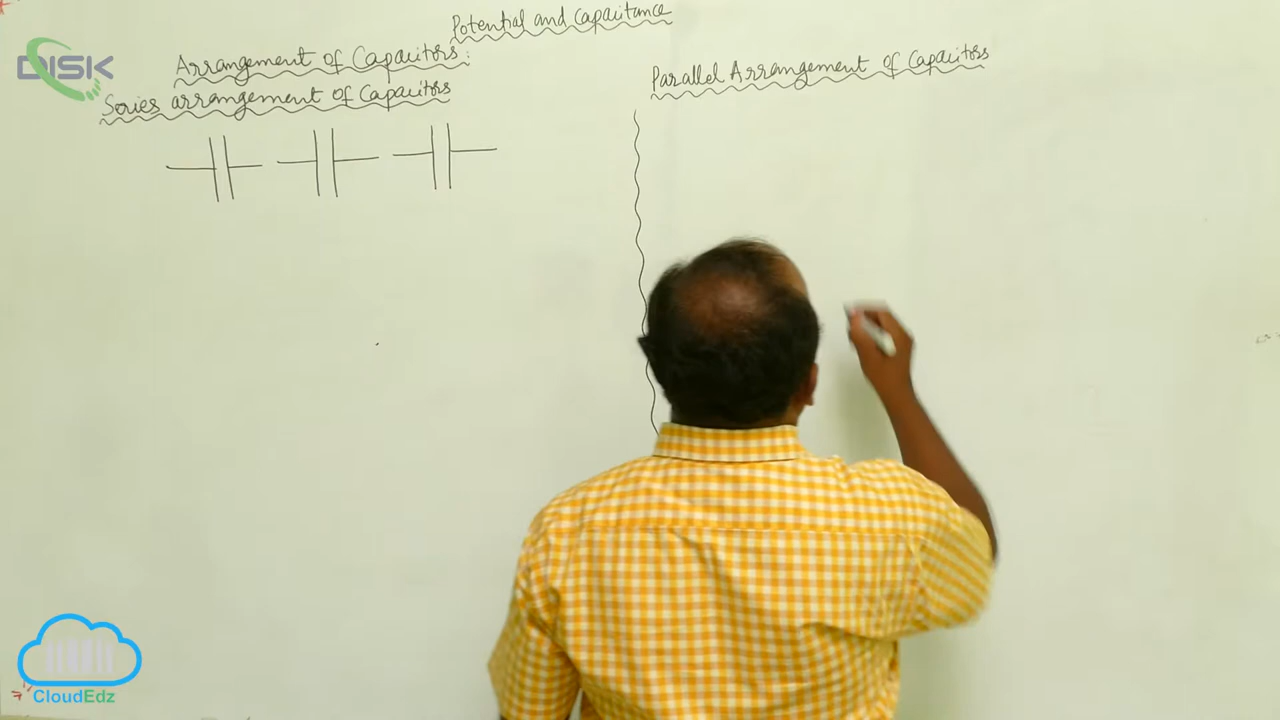 Potential and Capacitance
Arrangement of Capacitors:
Series arrangement of Capacitors
Parallel Arrangement of Capacitors
DISK
CloudEdz